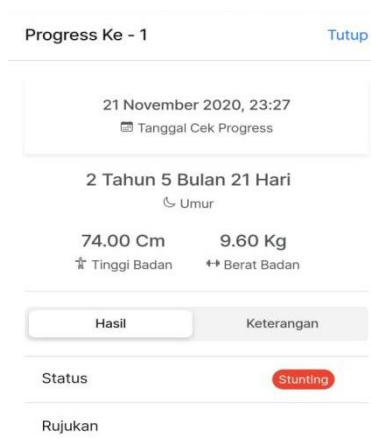 Progress Ke - 1 Tutup
21 November 2020, 23:27
Tanggal Cek Progress
2 Tahun 5 Bulan 21 Hari
Umur
74.00 Cm 9.60 Kg
Tinggi Badan Berat Badan
Hasil Keterangan
Status Stunting
Rujukan